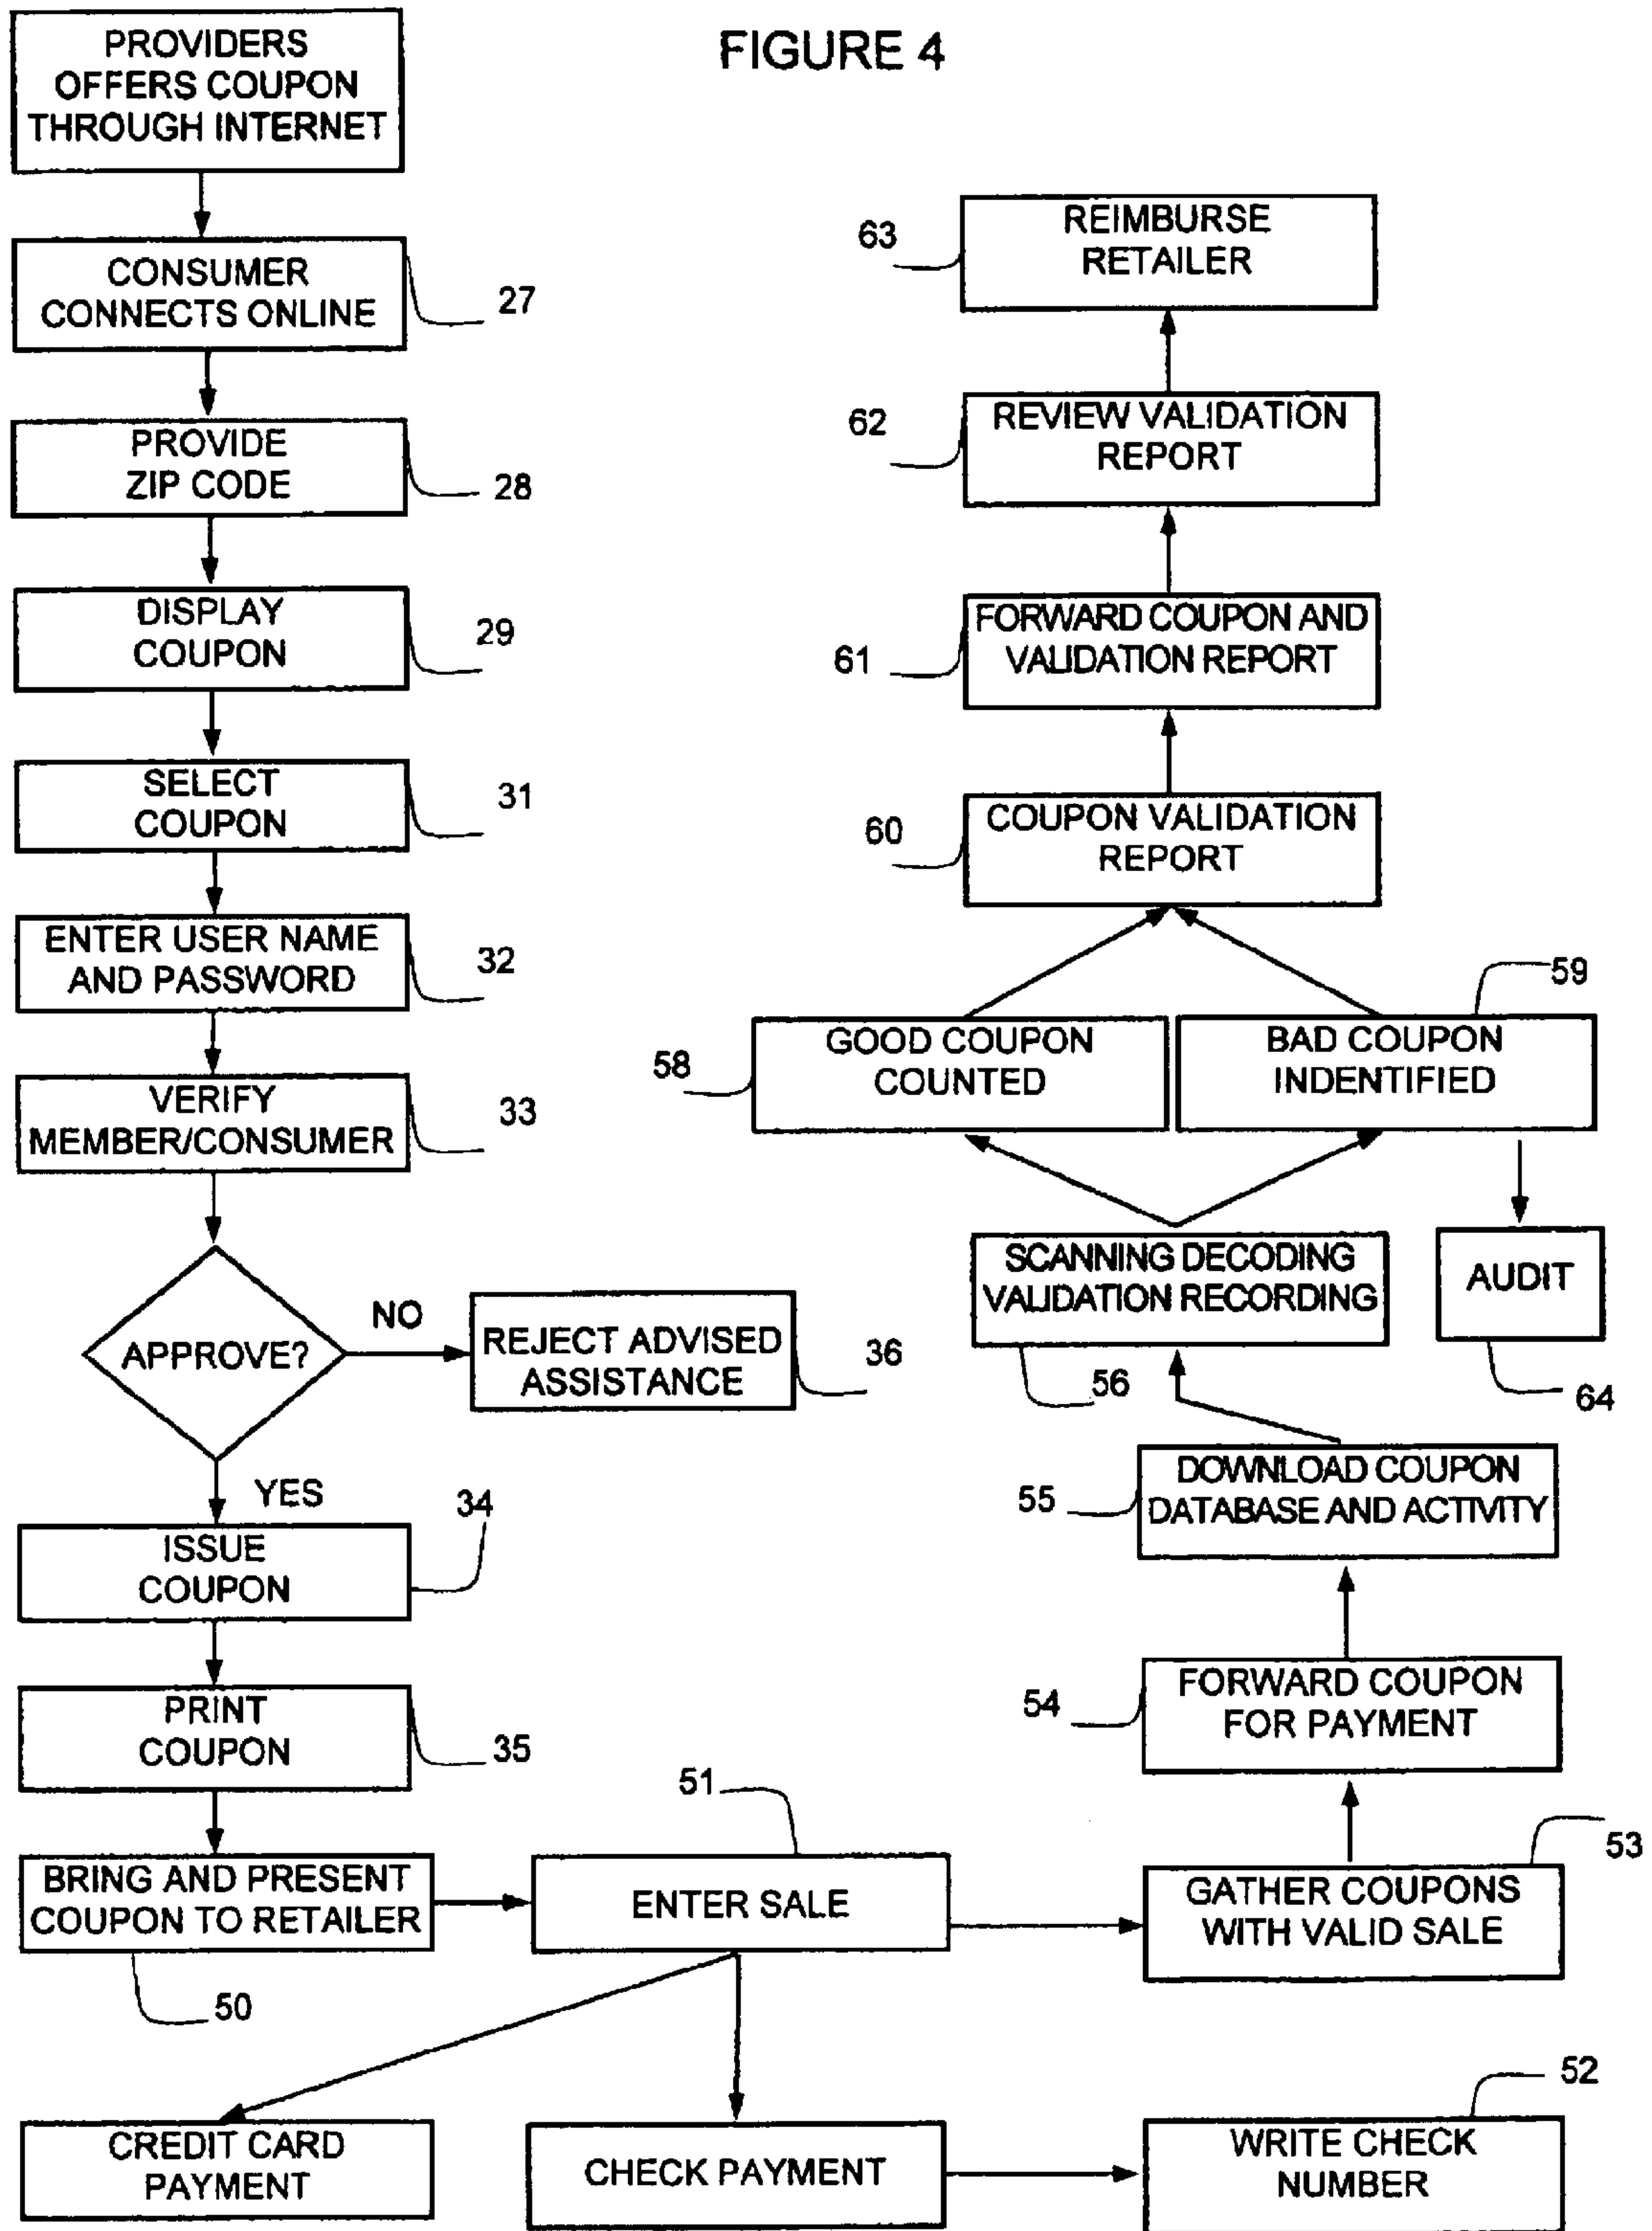 FIGURE 4
PROVIDERS
OFFERS COUPON
THROUGH INTERNET
CONSUMER
CONNECTS ONLINE
27
PROVIDE
ZIP CODE
28
DISPLAY
COUPON
29
SELECT
COUPON
31
ENTER USER NAME
AND PASSWORD
32
VERIFY
MEMBER/CONSUMER
33
APPROVE?
NO
REJECT ADVISED
ASSISTANCE
36
YES
ISSUE
COUPON
34
PRINT
COUPON
35
BRING AND PRESENT
COUPON TO RETAILER
50
ENTER SALE
51
CREDIT CARD
PAYMENT
CHECK PAYMENT
WRITE CHECK
NUMBER
52
GATHER COUPONS
WITH VALID SALE
53
FORWARD COUPON
FOR PAYMENT
54
DOWNLOAD COUPON
DATABASE AND ACTIVITY
55
SCANNING DECODING
VALIDATION RECORDING
56
GOOD COUPON
COUNTED
58
BAD COUPON
INDENTIFIED
59
AUDIT
64
COUPON VALIDATION
REPORT
60
FORWARD COUPON AND
VALIDATION REPORT
61
REVIEW VALIDATION
REPORT
62
REIMBURSE
RETAILER
63